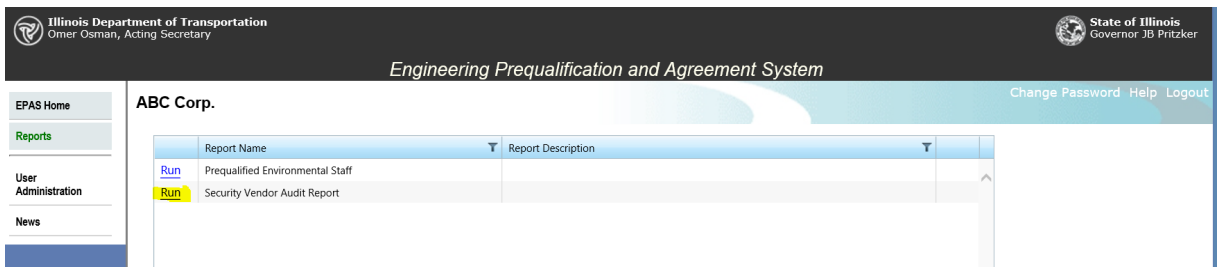 Illinois Department of Transportation
Omer Osman, Acting Secretary
State of Illinois
Governor JB Pritzker
Engineering Prequalification and Agreement System
Change Password Help Logout
EPAS Home
Reports
User
Administration
News
ABC Corp.
Report Name Report Description
Run Prequalified Environmental Staff
Run Security Vendor Audit Report